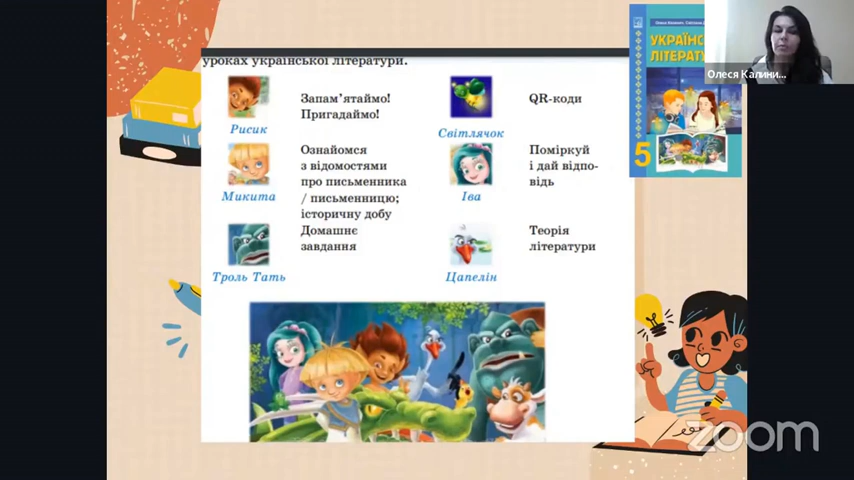 уроках української літератури.
Запам’ятаймо!
Пригадаймо!
Рисик
QR-коди
Світлячок
Ознайомся
з відомостями
про письменника
/ письменницю;
історичну добу
Микита
Поміркуй
і дай відпо-
відь
Іва
Домашнє
завдання
Троль Тать
Теорія
літератури
Цапелін
УКРАЇНС
ЛІТЕРАТУ
5
Олеся Калини...
zoom